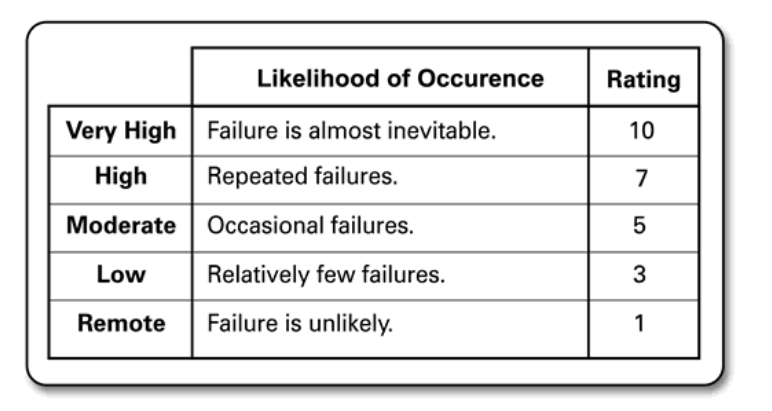 Likelihood of Occurence Rating
Very High Failure is almost inevitable. 10
High Repeated failures. 7
Moderate Occasional failures. 5
Low Relatively few failures. 3
Remote Failure is unlikely. 1